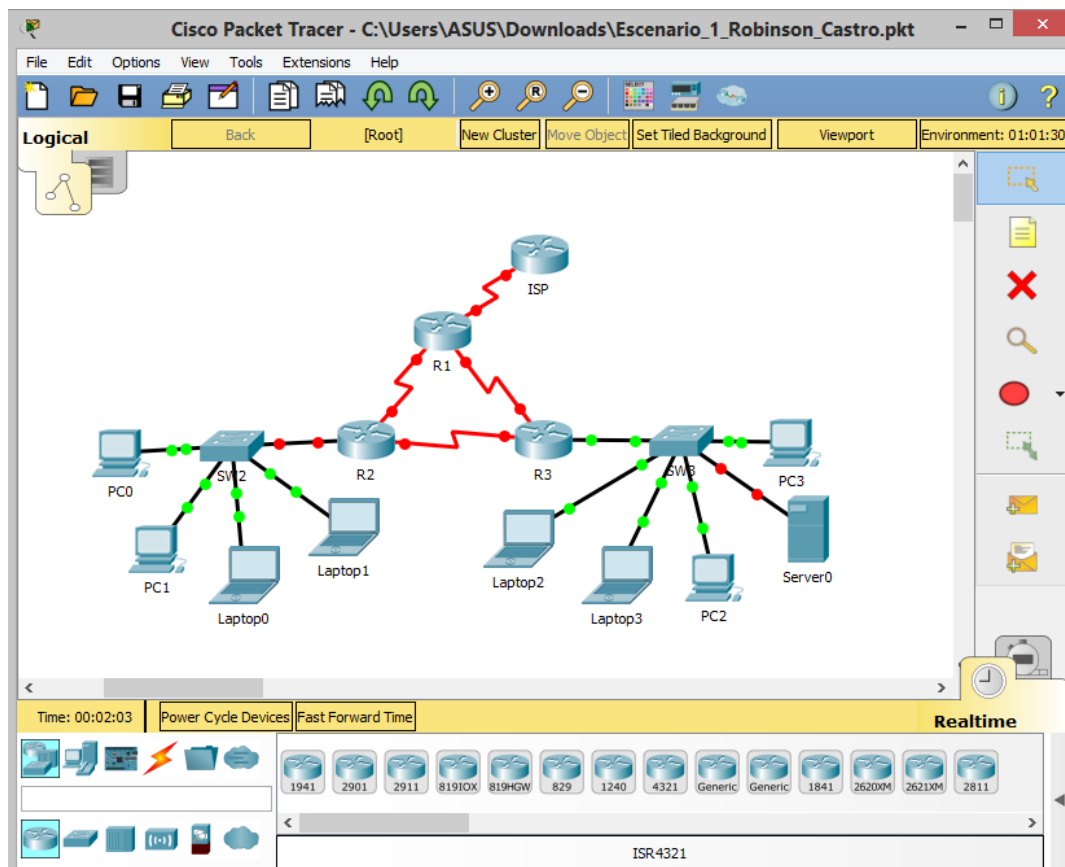 Cisco Packet Tracer - C:\Users\ASUS\Downloads\Escenario_1_Robinson_Castro.pkt
File Edit Options View Tools Extensions Help
Logical Back [Root] New Cluster Move Object Set Tiled Background Viewport Environment: 01:01:30
ISP
R1
PC0 SW2 R2 R3 SW3 PC3
PC1 Laptop0 Laptop1 Laptop2 Laptop3 PC2 Server0
Time: 00:02:03 Power Cycle Devices Fast Forward Time Realtime
1941 2901 2911 819IOX 819HGW 829 1240 4321 Generic Generic 1841 2620XM 2621XM 2811
ISR4321